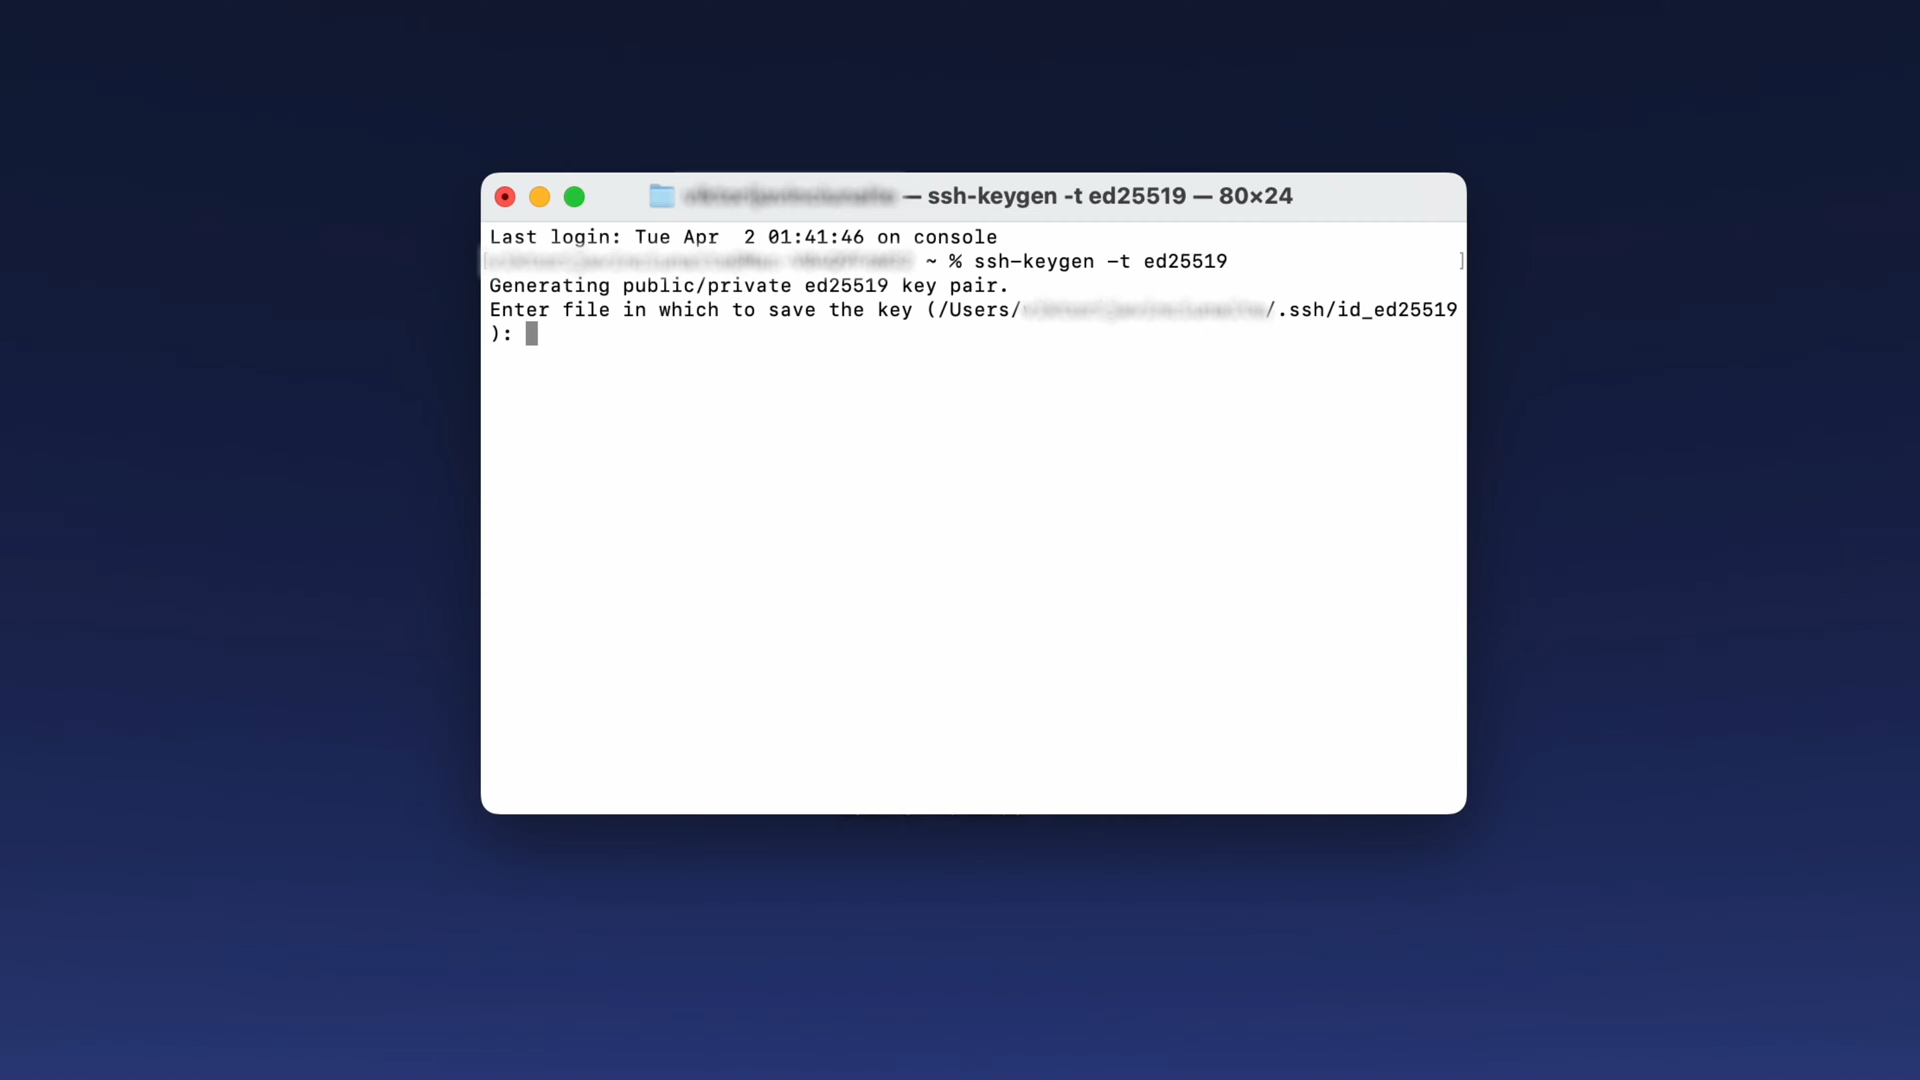 — ssh-keygen -t ed25519 — 80×24
Last login: Tue Apr  2 01:41:46 on console
~ % ssh-keygen -t ed25519
Generating public/private ed25519 key pair.
Enter file in which to save the key (/Users/ /.ssh/id_ed25519
):